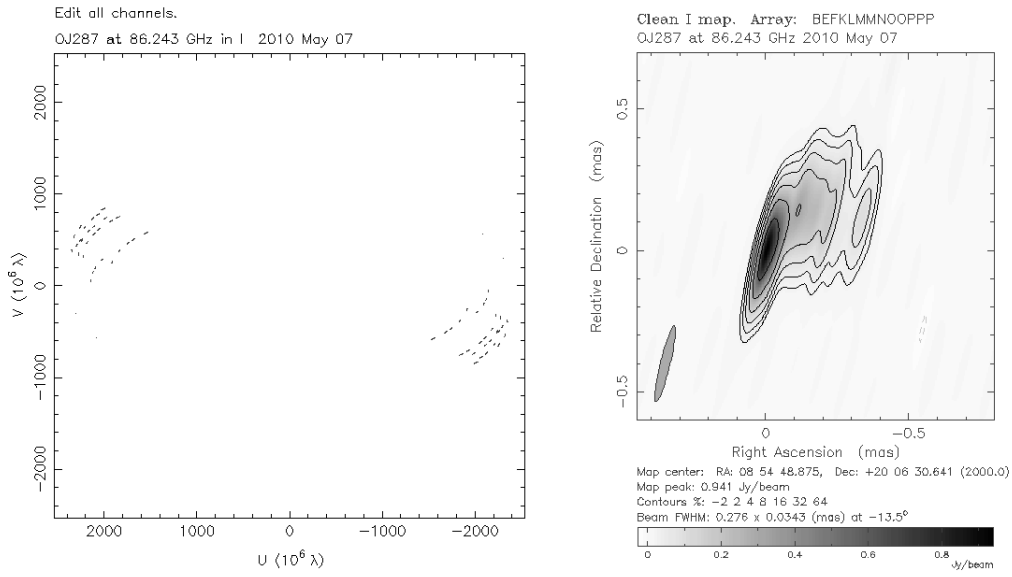 Edit all channels.
OJ287 at 86.243 GHz in I 2010 May 07
2000
1000
0
−1000
−2000
V (10⁶ λ)
2000 1000 0 −1000 −2000
U (10⁶ λ)
Clean I map. Array: BEFKLMMNOOPPP
OJ287 at 86.243 GHz 2010 May 07
0.5
0
−0.5
Relative Declination (mas)
0 −0.5
Right Ascension (mas)
Map center: RA: 08 54 48.875, Dec: +20 06 30.641 (2000.0)
Map peak: 0.941 Jy/beam
Contours %: −2 2 4 8 16 32 64
Beam FWHM: 0.276 x 0.0343 (mas) at −13.5°
0 0.2 0.4 0.6 0.8
Jy/beam